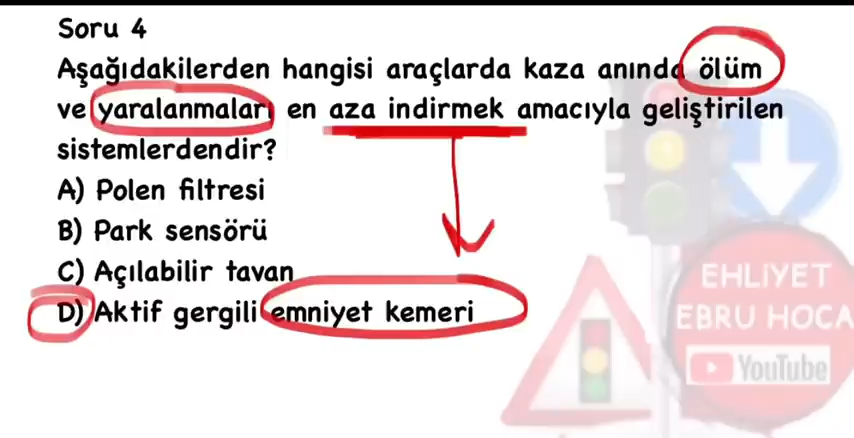 Soru 4
Aşağıdakilerden hangisi araçlarda kaza anında ölüm
ve yaralanmaları en aza indirmek amacıyla geliştirilen
sistemlerdendir?
A) Polen filtresi
B) Park sensörü
C) Açılabilir tavan
D) Aktif gergili emniyet kemeri
EHLİYET
EBRU HOCA
YouTube